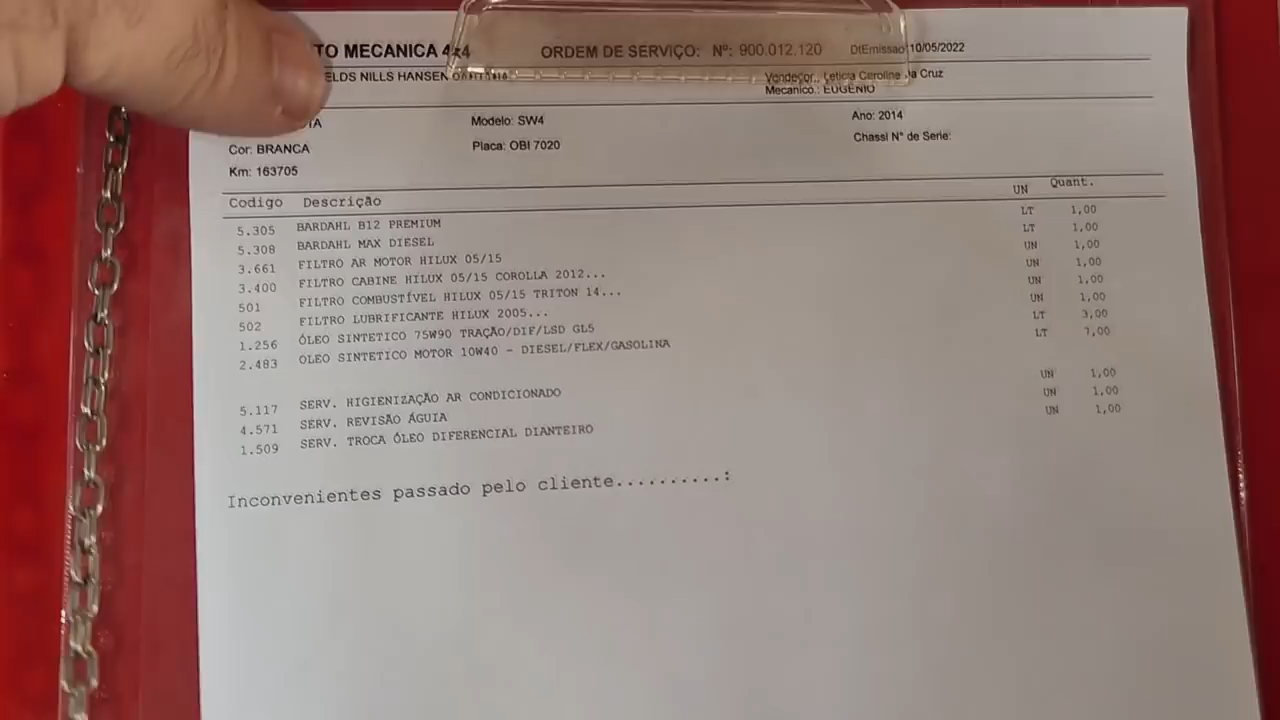 TO MECANICA 4x4 ORDEM DE SERVIÇO: Nº: 900.012.120 DtEmissao 10/05/2022
ELDS NILLS HANSEN Vendedor.: Leticia Caroline da Cruz
Mecanico.: EUGENIO
TA Modelo: SW4 Ano: 2014
Cor: BRANCA Placa: OBI 7020 Chassi N° de Serie:
Km: 163705
Codigo Descrição UN Quant.
5.305 BARDAHL B12 PREMIUM LT 1,00
5.308 BARDAHL MAX DIESEL LT 1,00
3.661 FILTRO AR MOTOR HILUX 05/15 UN 1,00
3.400 FILTRO CABINE HILUX 05/15 COROLLA 2012... UN 1,00
501 FILTRO COMBUSTÍVEL HILUX 05/15 TRITON 14... UN 1,00
502 FILTRO LUBRIFICANTE HILUX 2005... UN 1,00
1.256 ÓLEO SINTETICO 75W90 TRAÇÃO/DIF/LSD GL5 LT 3,00
2.483 OLEO SINTETICO MOTOR 10W40 - DIESEL/FLEX/GASOLINA LT 7,00
5.117 SERV. HIGIENIZAÇÃO AR CONDICIONADO UN 1,00
4.571 SERV. REVISÃO ÁGUIA UN 1,00
1.509 SERV. TROCA ÓLEO DIFERENCIAL DIANTEIRO UN 1,00
Inconvenientes passado pelo cliente..........: